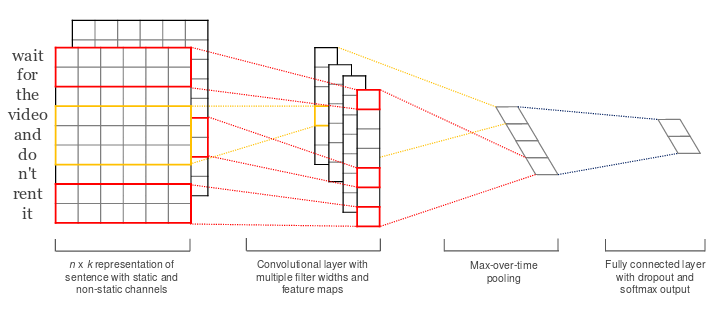 wait
for
the
video
and
do
n't
rent
it
n x k representation of
sentence with static and
non-static channels
Convolutional layer with
multiple filter widths and
feature maps
Max-over-time
pooling
Fully connected layer
with dropout and
softmax output